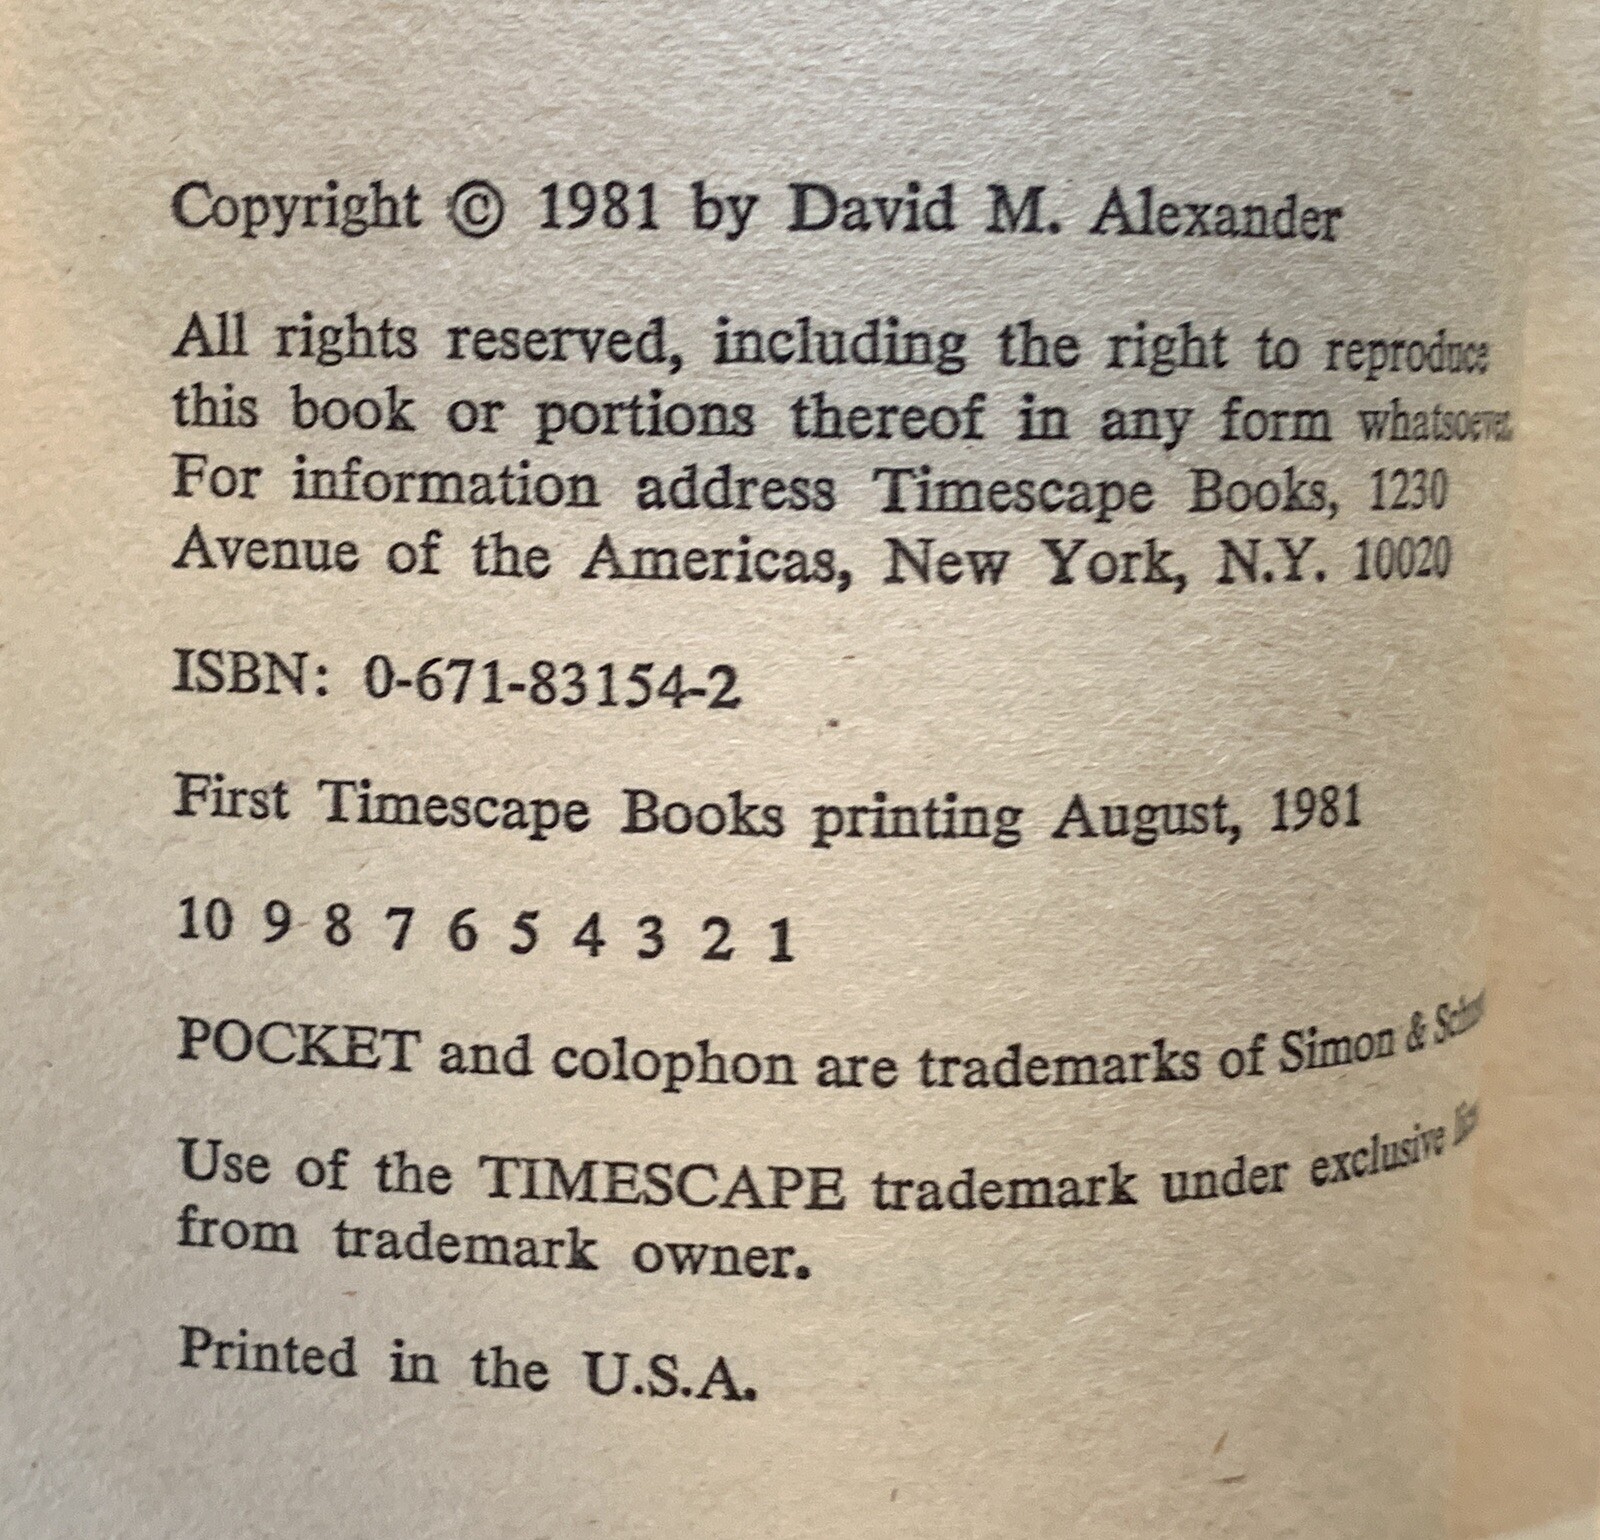 Copyright © 1981 by David M. Alexander
All rights reserved, including the right to reproduce
this book or portions thereof in any form whatsoever.
For information address Timescape Books, 1230
Avenue of the Americas, New York, N.Y. 10020
ISBN: 0-671-83154-2
First Timescape Books printing August, 1981
10 9 8 7 6 5 4 3 2 1
POCKET and colophon are trademarks of Simon &
Use of the TIMESCAPE trademark under exclusive
from trademark owner.
Printed in the U.S.A.